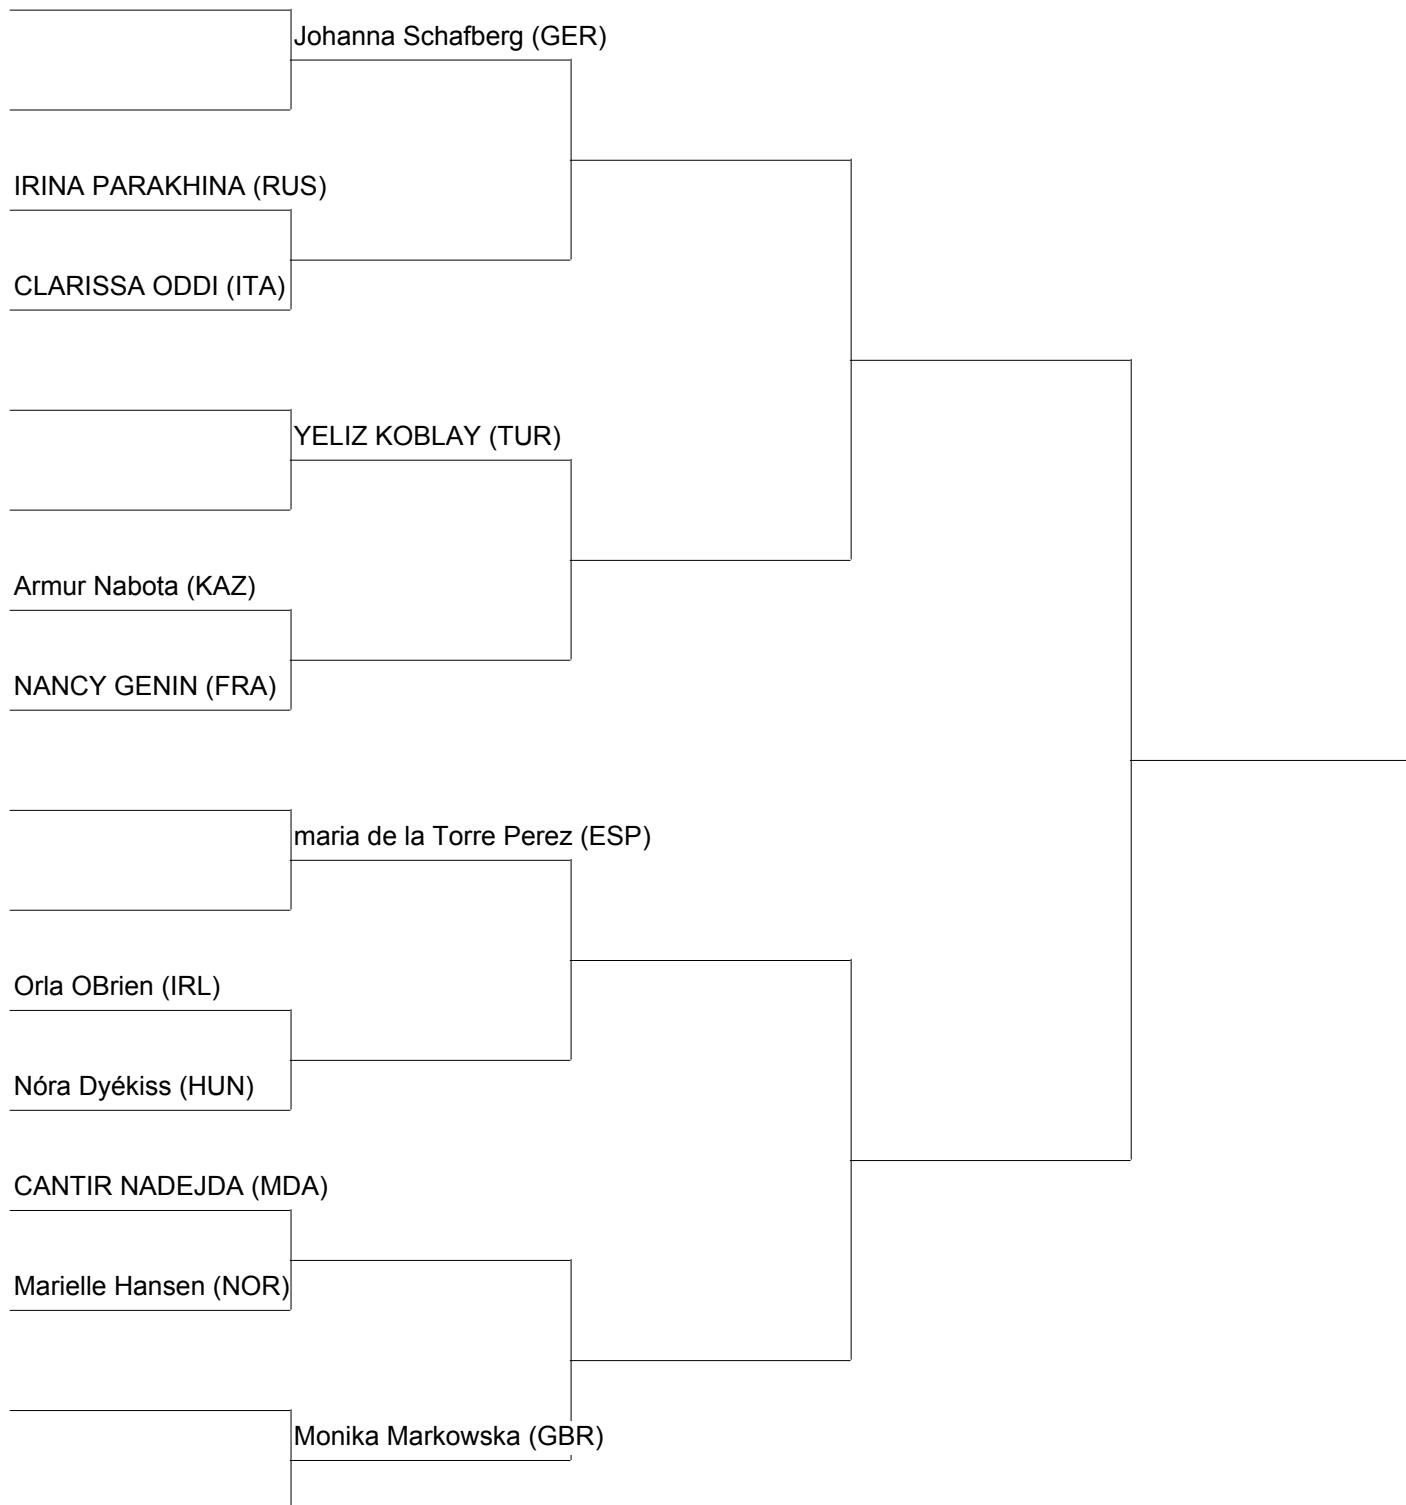 Johanna Schafberg (GER)
IRINA PARAKHINA (RUS)
CLARISSA ODDI (ITA)
YELIZ KOBLAY (TUR)
Armur Nabota (KAZ)
NANCY GENIN (FRA)
maria de la Torre Perez (ESP)
Orla OBrien (IRL)
Nóra Dyékiss (HUN)
CANTIR NADEJDA (MDA)
Marielle Hansen (NOR)
Monika Markowska (GBR)